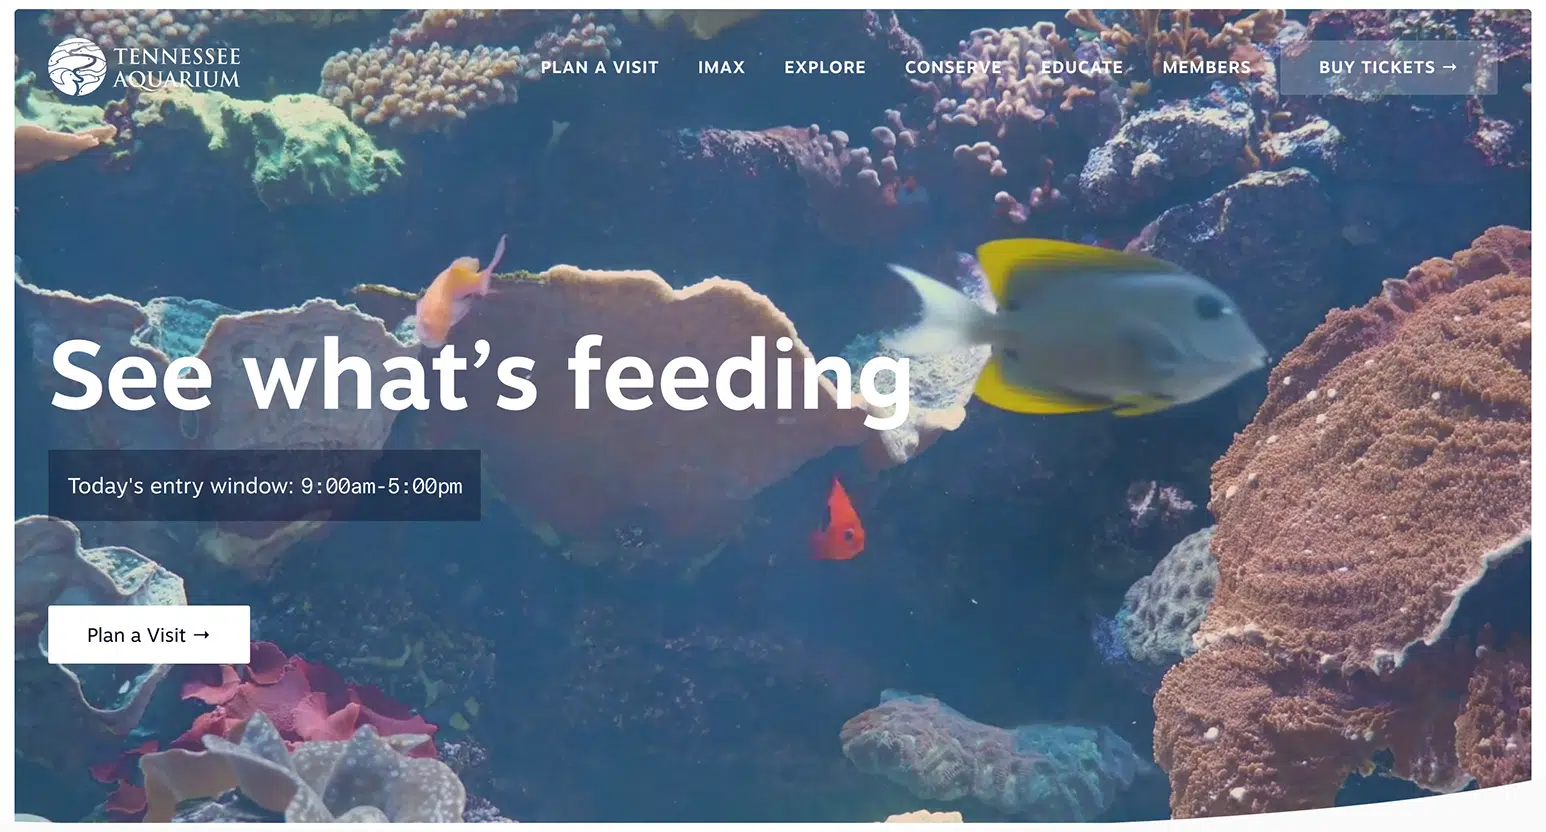 TENNESSEE
AQUARIUM
PLAN A VISIT IMAX EXPLORE CONSERVE EDUCATE MEMBERS BUY TICKETS →
See what’s feeding
Today's entry window: 9:00am-5:00pm
Plan a Visit →